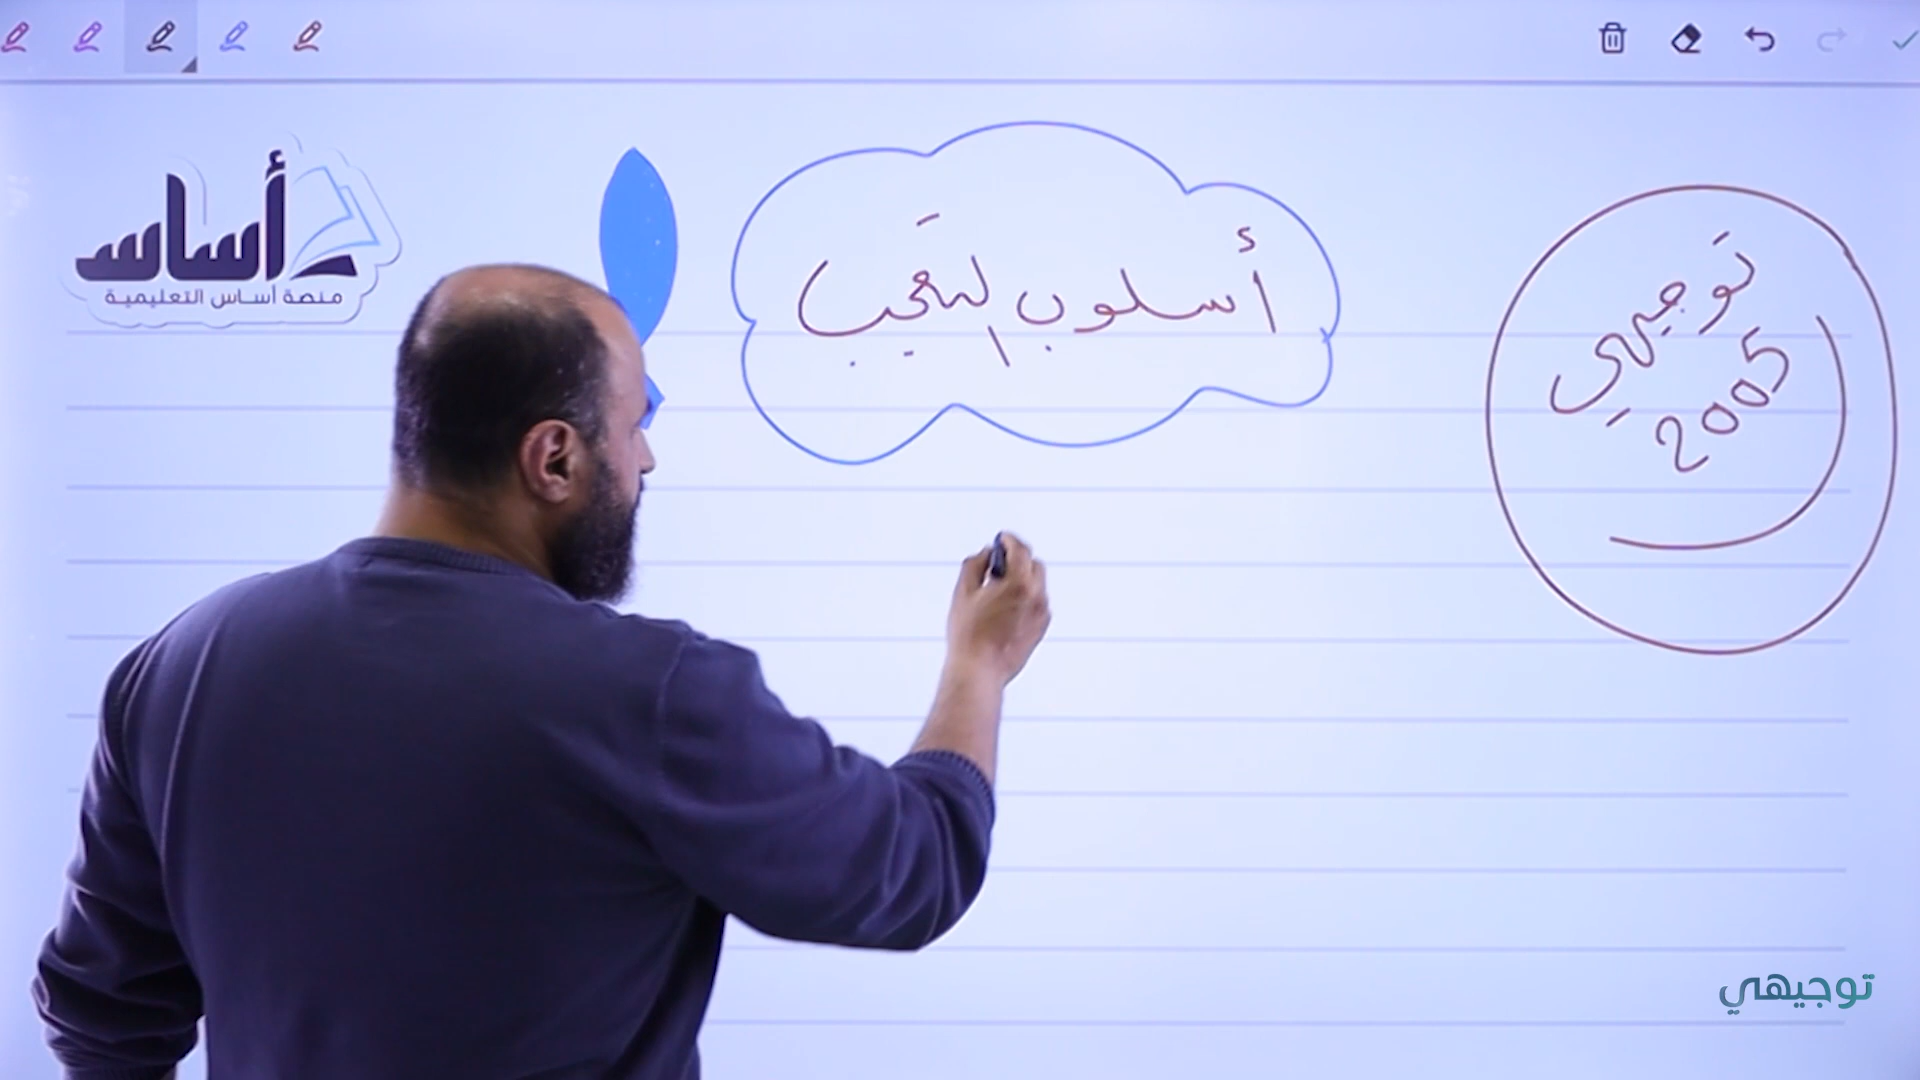 أساس
منصة أساس التعليمية
أسلوب التعجب
توجيهي
2005
توجيهي